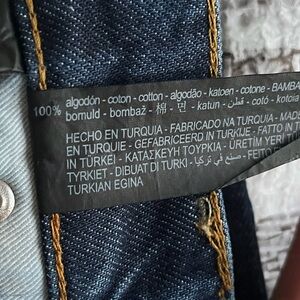 100% algodón - coton - cotton - algodão - katoen - cotone - BAMBA
bomuld - bombaž - 棉 - 면 - katun - قطن - cotó - kotoia
HECHO EN TURQUIA - FABRICADO NA TURQUIA - MADE
EN TURQUIE - GEFABRICEERD IN TURKIJE - FATTO IN T
IN TÜRKEI - ΚΑΤΑΣΚΕΥΗ ΤΟΥΡΚΙΑ - ÜRETİM YERİ TÜ
TYRKIET - DIBUAT DI TURKI - صنع في تركيا - FEITO E
TURKIAN EGINA